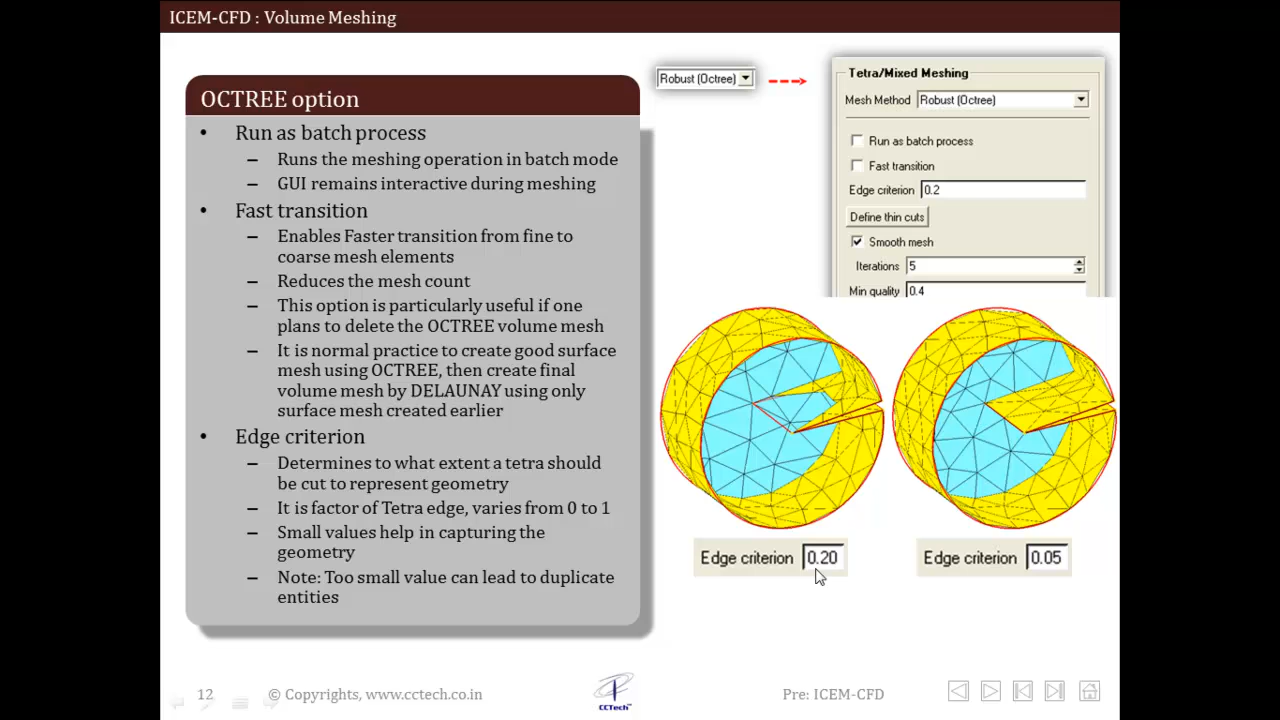 ICEM-CFD : Volume Meshing
OCTREE option
• Run as batch process
– Runs the meshing operation in batch mode
– GUI remains interactive during meshing
• Fast transition
– Enables Faster transition from fine to
coarse mesh elements
– Reduces the mesh count
– This option is particularly useful if one
plans to delete the OCTREE volume mesh
– It is normal practice to create good surface
mesh using OCTREE, then create final
volume mesh by DELAUNAY using only
surface mesh created earlier
• Edge criterion
– Determines to what extent a tetra should
be cut to represent geometry
– It is factor of Tetra edge, varies from 0 to 1
– Small values help in capturing the
geometry
– Note: Too small value can lead to duplicate
entities
Robust (Octree)
Tetra/Mixed Meshing
Mesh Method Robust (Octree)
Run as batch process
Fast transition
Edge criterion 0.2
Define thin cuts
Smooth mesh
Iterations 5
Min quality 0.4
Edge criterion 0.20
Edge criterion 0.05
12
© Copyrights, www.cctech.co.in
CCTech™
Pre: ICEM-CFD